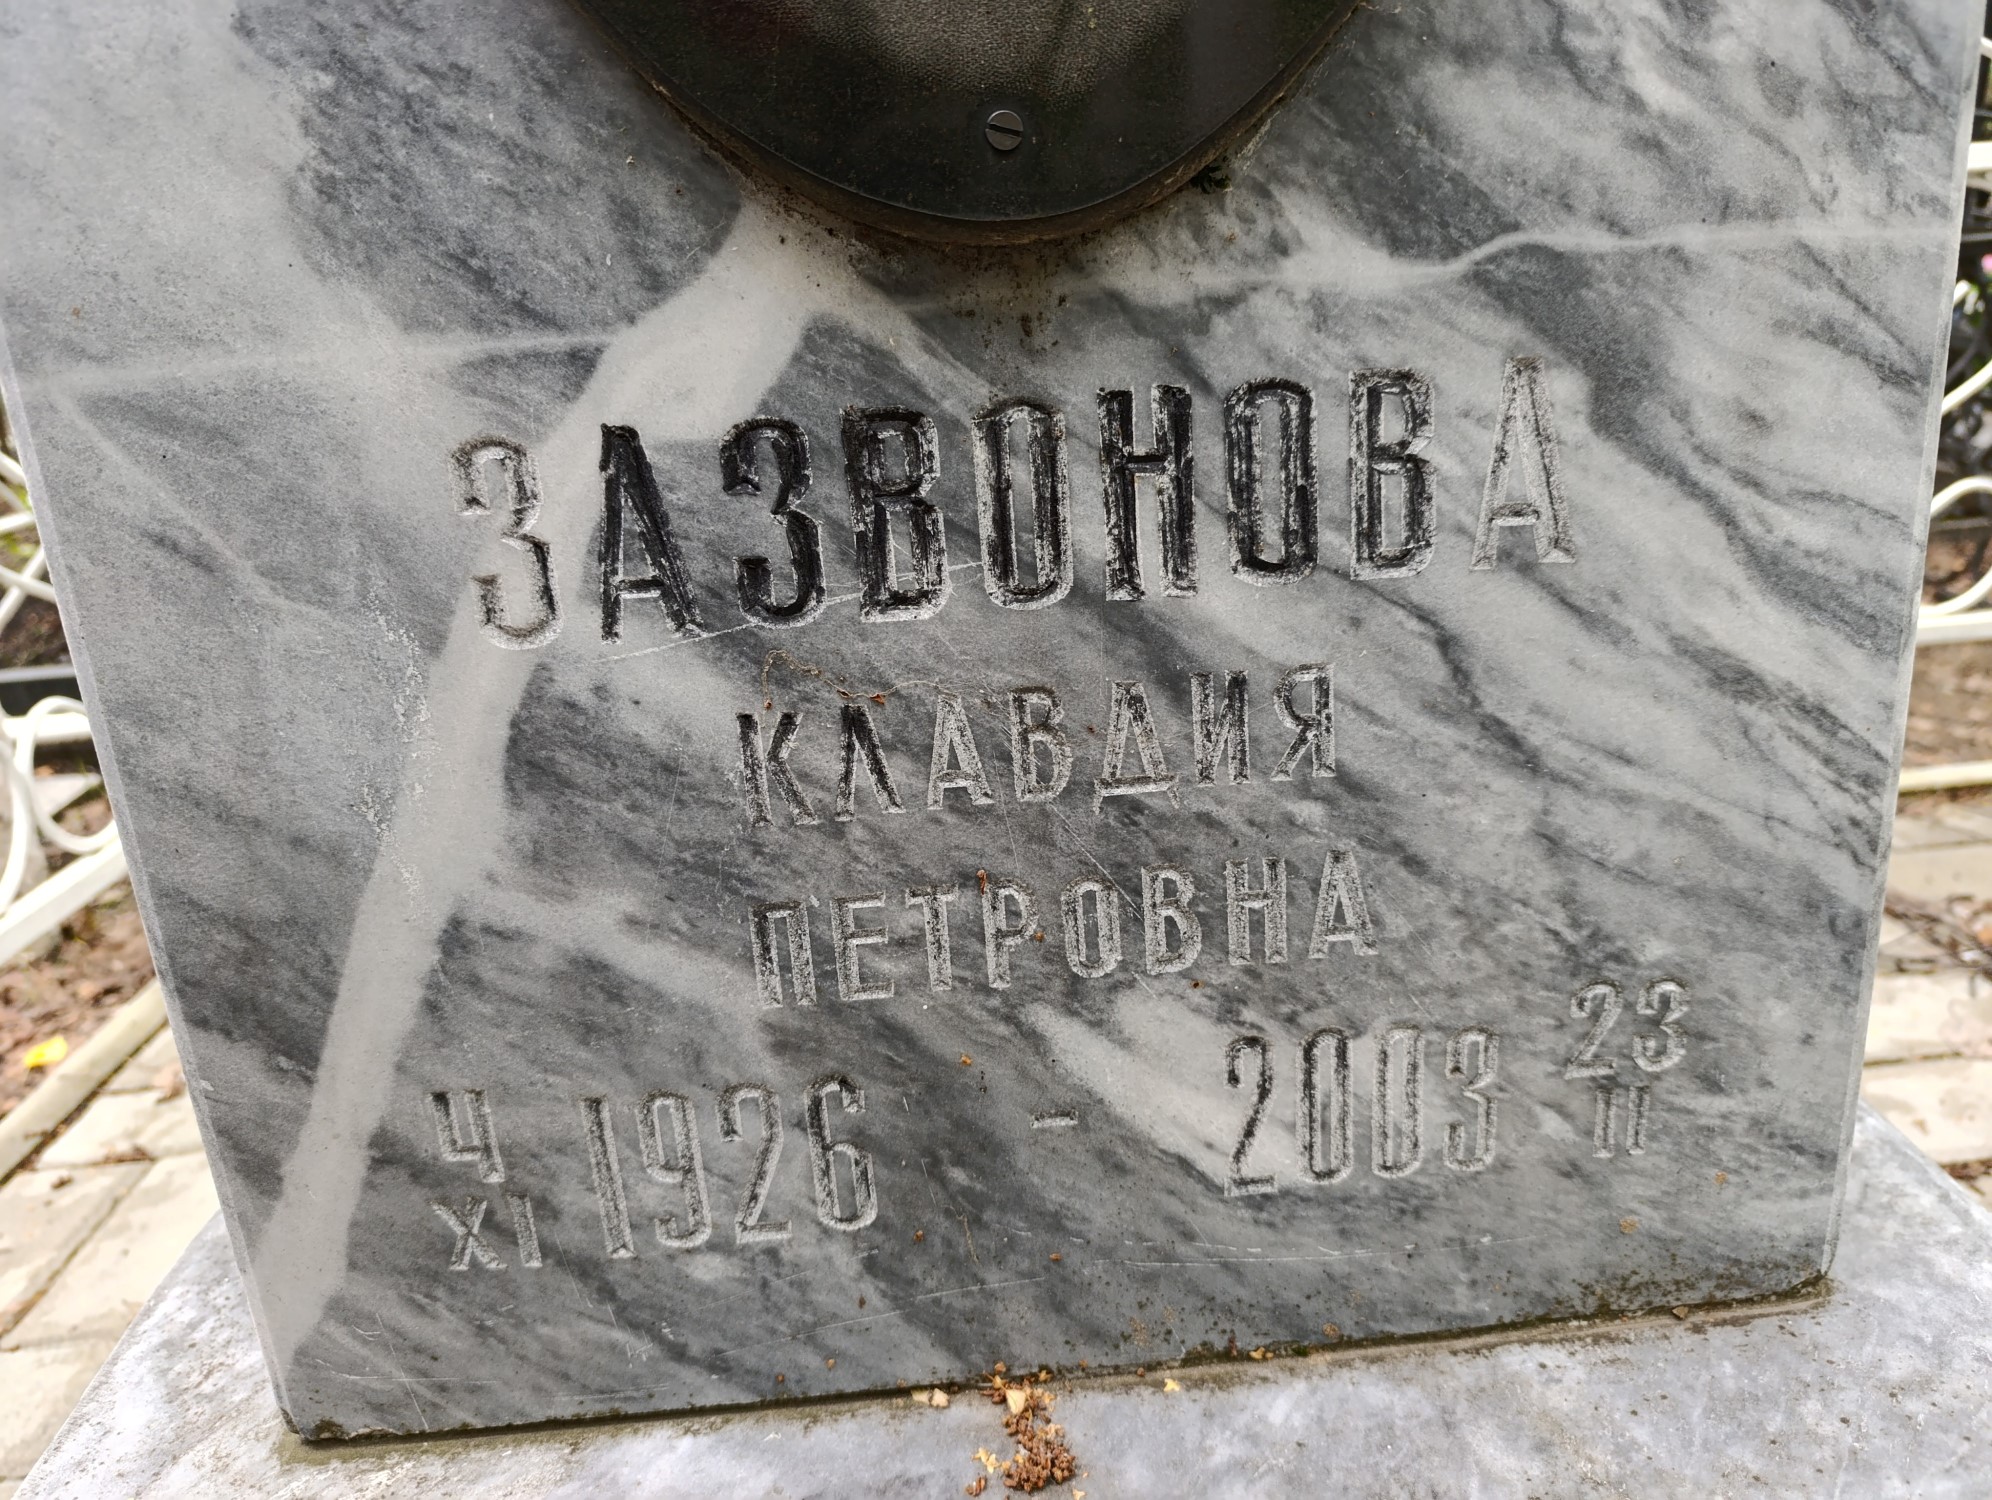 ЗАЗВОНОВА
КЛАВДИЯ
ПЕТРОВНА
4 XI 1926 - 2003 23 II